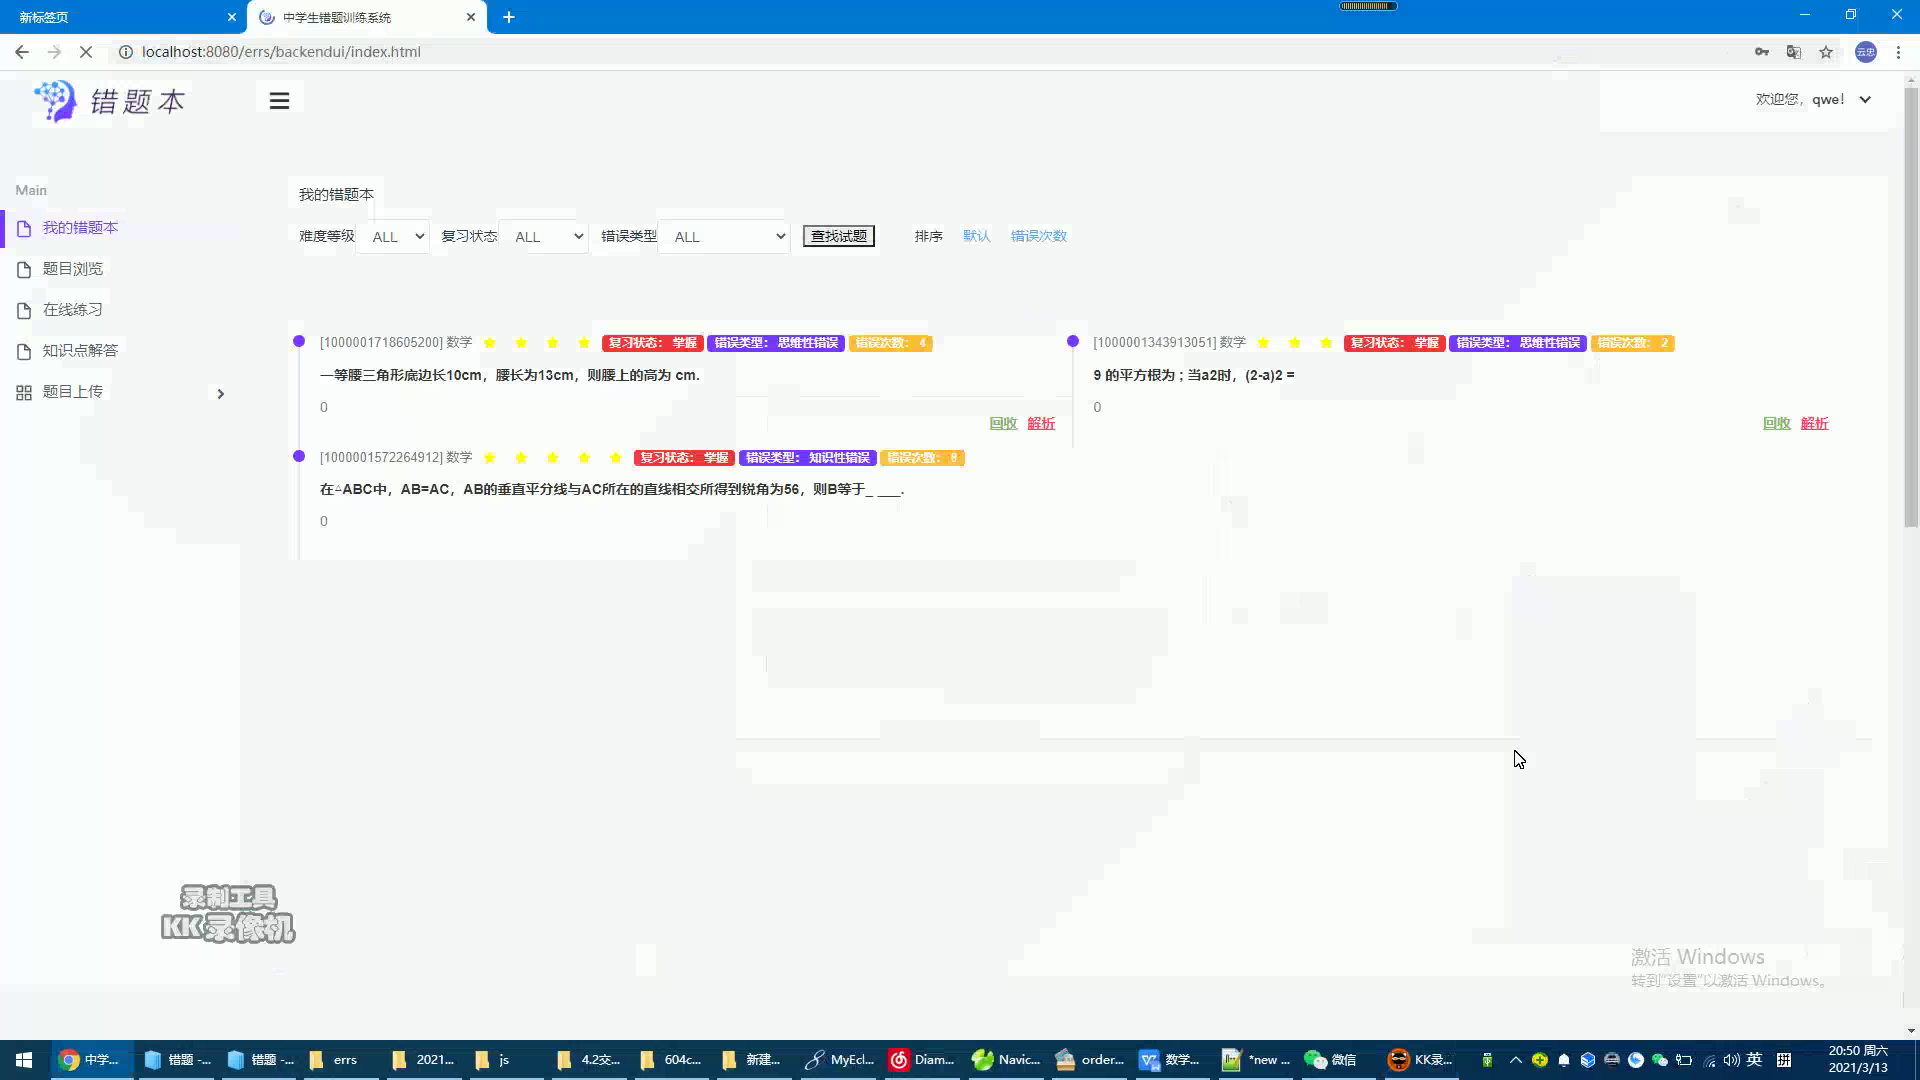 新标签页
中学生错题训练系统
localhost:8080/errs/backendui/index.html
云忠
错题本
欢迎您，qwe!
Main
我的错题本
题目浏览
在线练习
知识点解答
题目上传
我的错题本
难度等级 ALL 复习状态 ALL 错误类型 ALL 查找试题 排序 默认 错误次数
[1000001718605200] 数学 复习状态： 掌握 错误类型： 思维性错误 错误次数： 4
一等腰三角形底边长10cm，腰长为13cm，则腰上的高为 cm.
0
回收 解析
[1000001343913051] 数学 复习状态： 掌握 错误类型： 思维性错误 错误次数： 2
9 的平方根为 ; 当a2时，(2-a)2 =
0
回收 解析
[1000001572264912] 数学 复习状态： 掌握 错误类型： 知识性错误 错误次数： 8
在△ABC中，AB=AC，AB的垂直平分线与AC所在的直线相交所得到锐角为56，则B等于_ ___.
0
录制工具
KK录像机
激活 Windows
转到“设置”以激活 Windows。
中学... 错题 -... 错题 -... errs 2021... js 4.2交... 604c... 新建... MyEcl... Diam... Navic... order... 数学... *new ... 微信 KK录... 英 拼
20:50 周六
2021/3/13